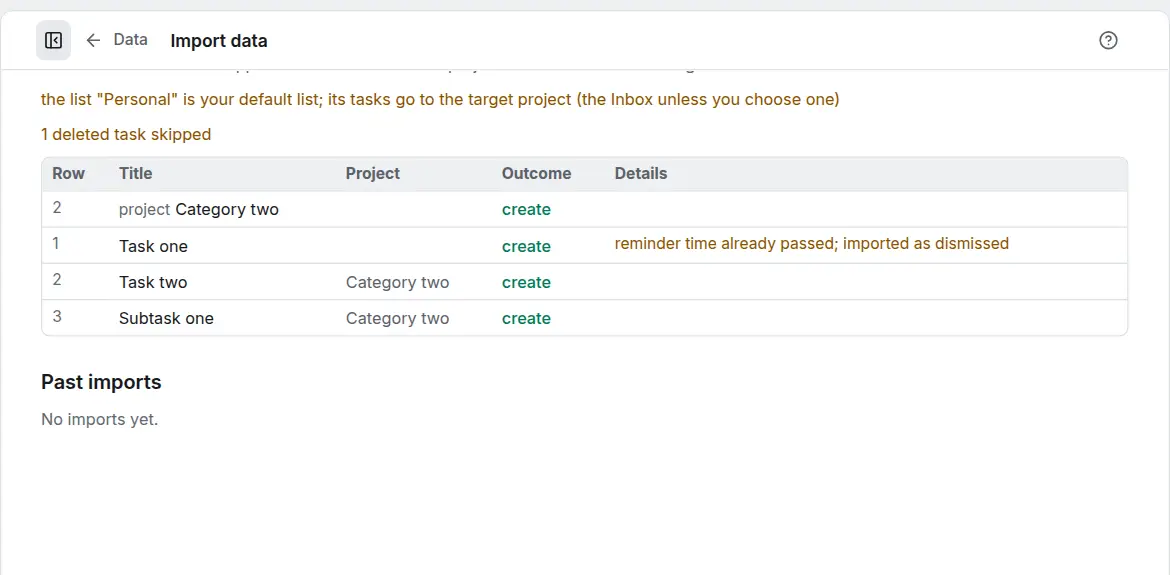 Data Import data
the list "Personal" is your default list; its tasks go to the target project (the Inbox unless you choose one)
1 deleted task skipped
Row Title Project Outcome Details
2 project Category two create
1 Task one create reminder time already passed; imported as dismissed
2 Task two Category two create
3 Subtask one Category two create
Past imports
No imports yet.